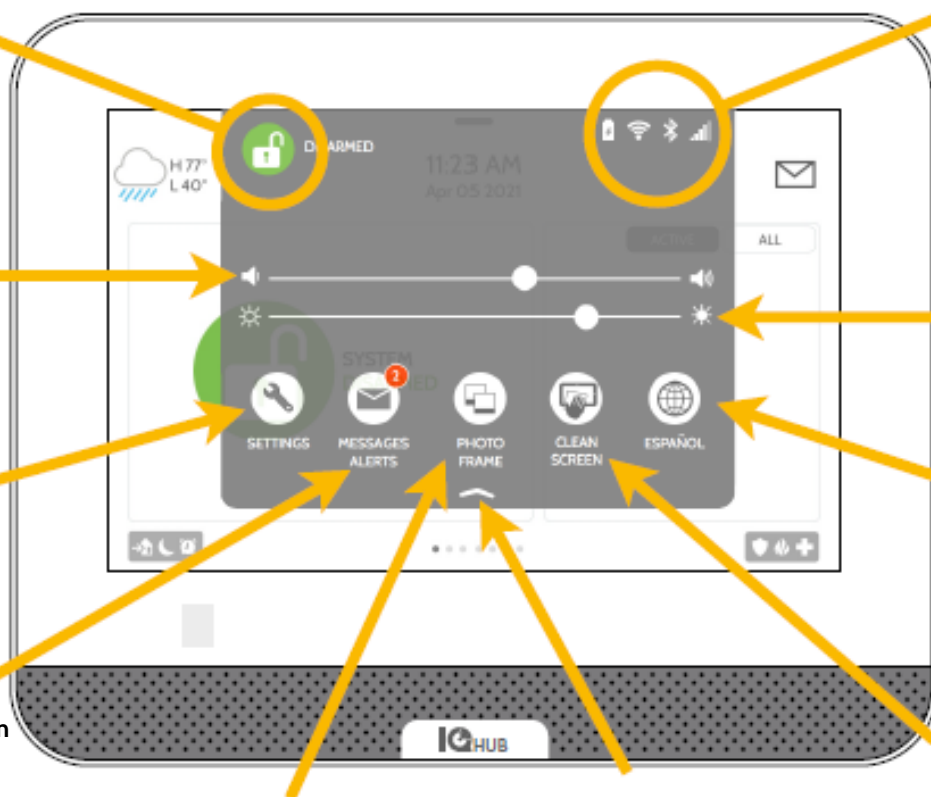 DISARMED
H 77°
L 40°
11:23 AM
Apr 05 2021
ACTIVE
ALL
SYSTEM
2
SETTINGS
MESSAGES
ALERTS
PHOTO
FRAME
CLEAN
SCREEN
ESPAÑOL
IQ HUB